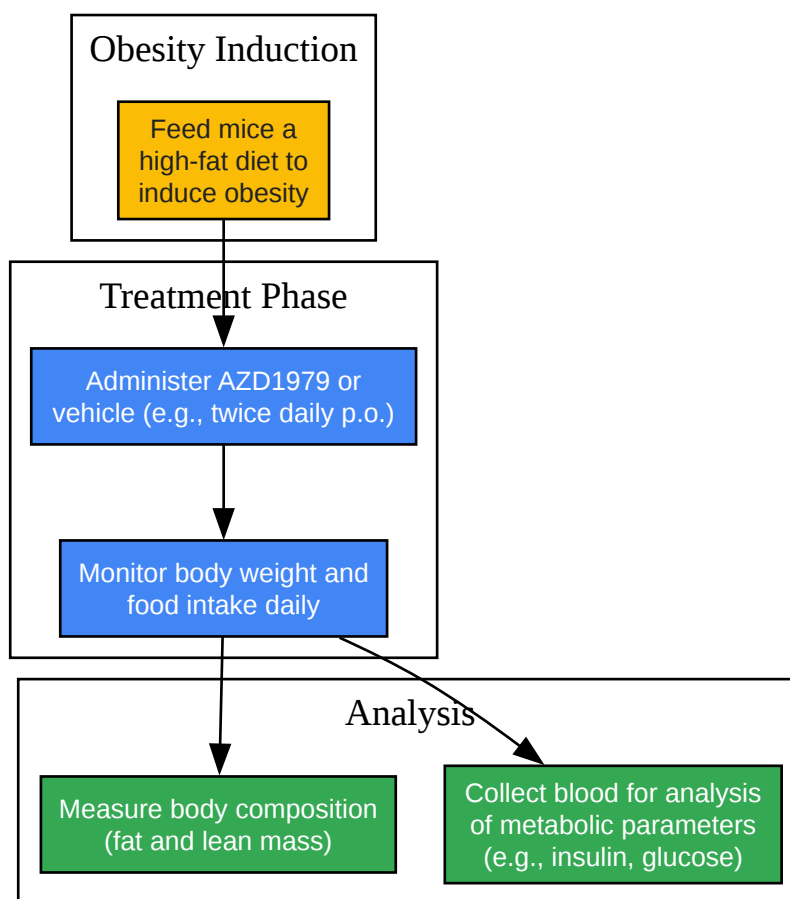 Obesity Induction
Feed mice a
high-fat diet to
induce obesity
Treatment Phase
Administer AZD1979 or
vehicle (e.g., twice daily p.o.)
Monitor body weight and
food intake daily
Analysis
Measure body composition
(fat and lean mass)
Collect blood for analysis
of metabolic parameters
(e.g., insulin, glucose)